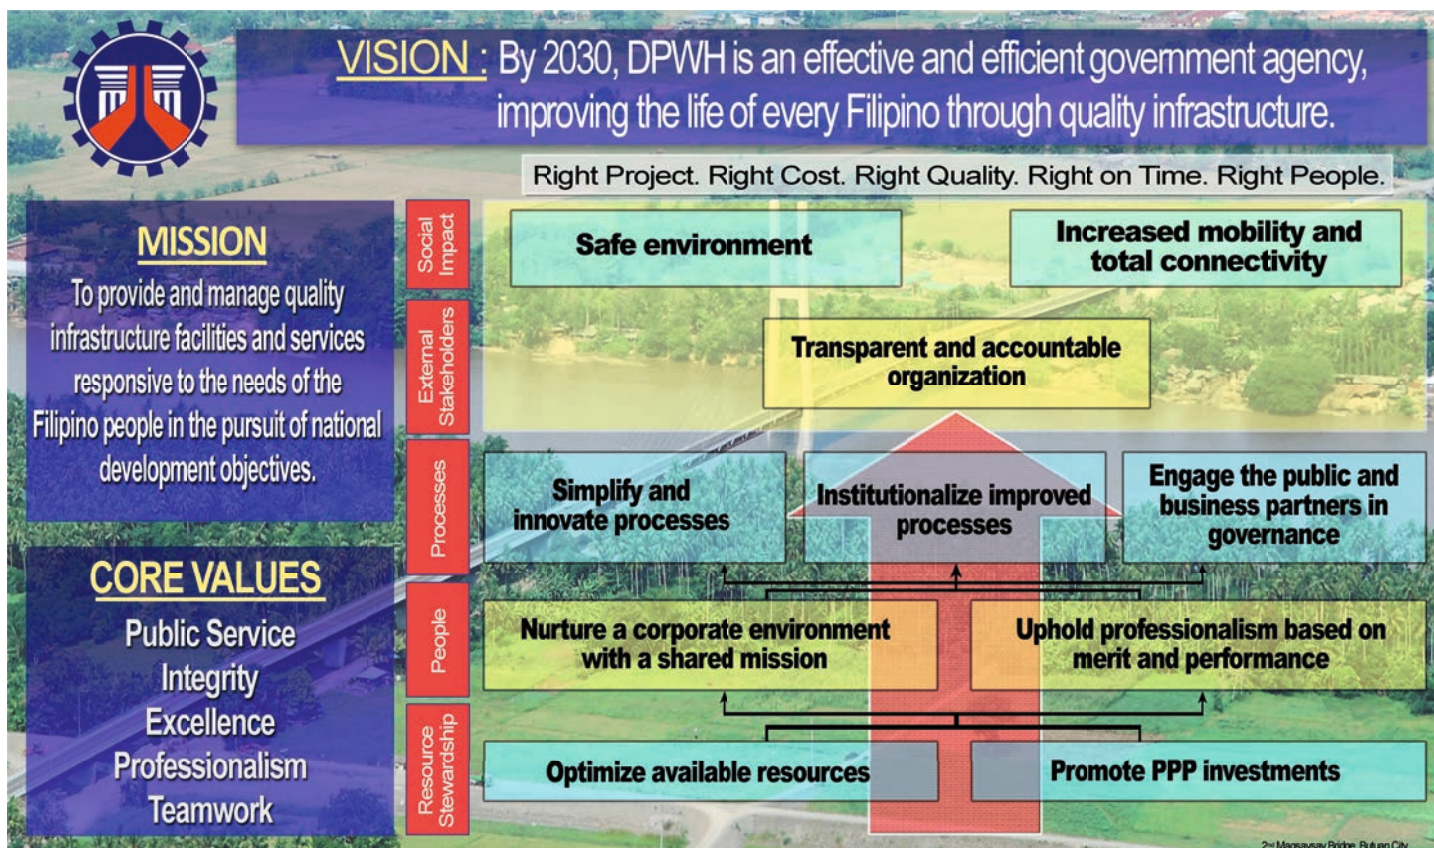 VISION : By 2030, DPWH is an effective and efficient government agency,
improving the life of every Filipino through quality infrastructure.
Right Project. Right Cost. Right Quality. Right on Time. Right People.
MISSION
To provide and manage quality
infrastructure facilities and services
responsive to the needs of the
Filipino people in the pursuit of national
development objectives.
CORE VALUES
Public Service
Integrity
Excellence
Professionalism
Teamwork
Social
Impact
Safe environment
Increased mobility and
total connectivity
External
Stakeholders
Transparent and accountable
organization
Processes
Simplify and
innovate processes
Institutionalize improved
processes
Engage the public and
business partners in
governance
People
Nurture a corporate environment
with a shared mission
Uphold professionalism based on
merit and performance
Resource
Stewardship
Optimize available resources
Promote PPP investments
2nd Magsaysay Bridge, Butuan City